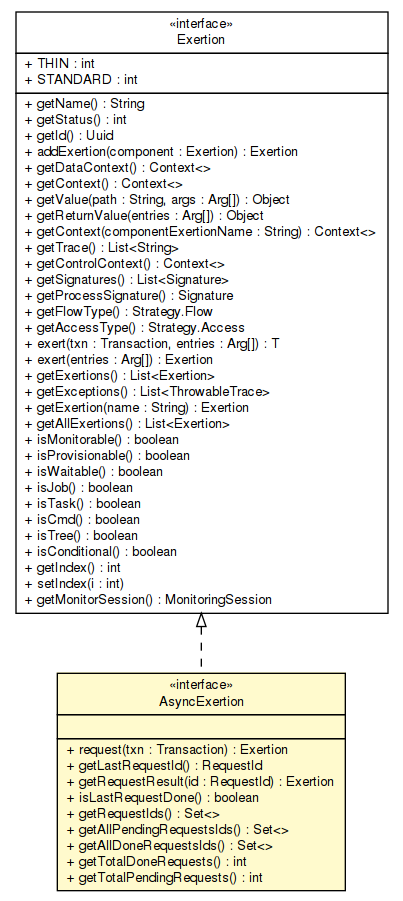 «interface»
Exertion
+ THIN : int
+ STANDARD : int
+ getName() : String
+ getStatus() : int
+ getId() : Uuid
+ addExertion(component : Exertion) : Exertion
+ getDataContext() : Context<>
+ getContext() : Context<>
+ getValue(path : String, args : Arg[]) : Object
+ getReturnValue(entries : Arg[]) : Object
+ getContext(componentExertionName : String) : Context<>
+ getTrace() : List<String>
+ getControlContext() : Context<>
+ getSignatures() : List<Signature>
+ getProcessSignature() : Signature
+ getFlowType() : Strategy.Flow
+ getAccessType() : Strategy.Access
+ exert(txn : Transaction, entries : Arg[]) : T
+ exert(entries : Arg[]) : Exertion
+ getExertions() : List<Exertion>
+ getExceptions() : List<ThrowableTrace>
+ getExertion(name : String) : Exertion
+ getAllExertions() : List<Exertion>
+ isMonitorable() : boolean
+ isProvisionable() : boolean
+ isWaitable() : boolean
+ isJob() : boolean
+ isTask() : boolean
+ isCmd() : boolean
+ isTree() : boolean
+ isConditional() : boolean
+ getIndex() : int
+ setIndex(i : int)
+ getMonitorSession() : MonitoringSession
«interface»
AsyncExertion
+ request(txn : Transaction) : Exertion
+ getLastRequestId() : RequestId
+ getRequestResult(id : RequestId) : Exertion
+ isLastRequestDone() : boolean
+ getRequestIds() : Set<>
+ getAllPendingRequestsIds() : Set<>
+ getAllDoneRequestsIds() : Set<>
+ getTotalDoneRequests() : int
+ getTotalPendingRequests() : int